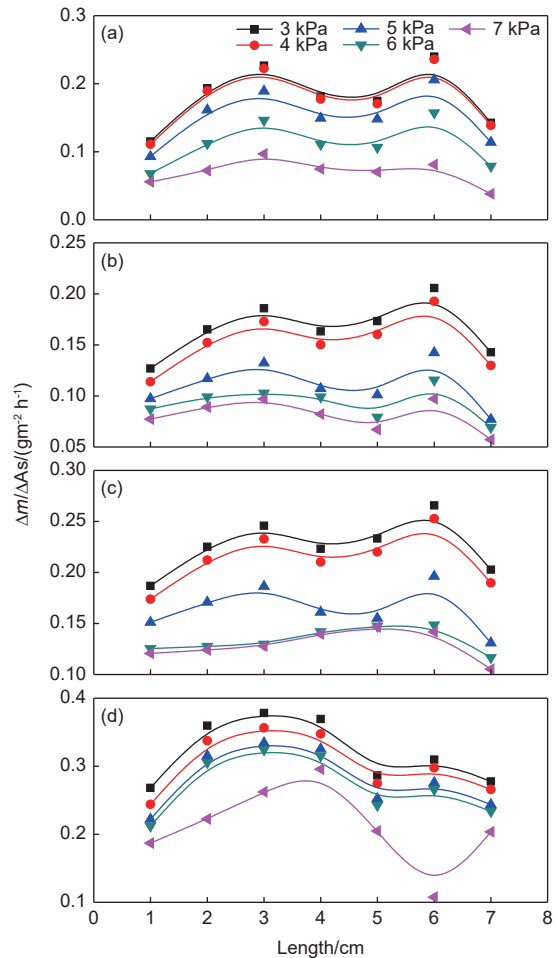 (a) 3 kPa 5 kPa 7 kPa
4 kPa 6 kPa
0.3
0.2
0.1
0.0
(b)
0.25
0.20
0.15
0.10
0.05
(c)
0.30
0.25
0.20
0.15
0.10
(d)
0.4
0.3
0.2
0.1
0 1 2 3 4 5 6 7 8
Length/cm
Δm/ΔAs/(gm⁻² h⁻¹)